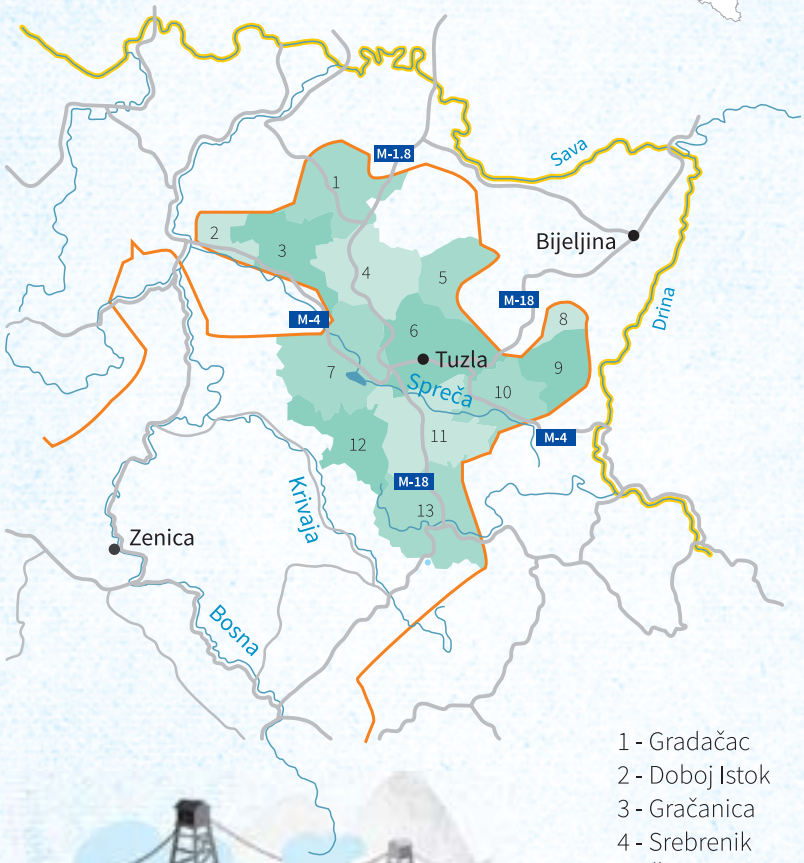 Sava
M-1.8
1
2
3
Bijeljina
4
5
M-18
Drina
M-4
8
6
Tuzla
9
7
Spreča
10
11
M-4
12
M-18
Krivaja
13
Zenica
Bosna
1 - Gradačac
2 - Doboj Istok
3 - Gračanica
4 - Srebrenik